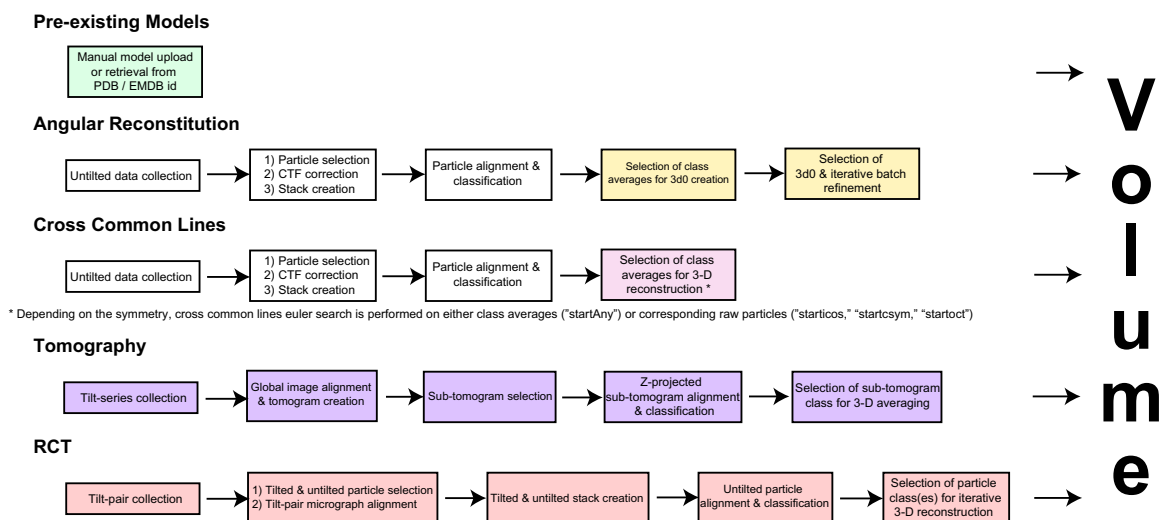 Pre-existing Models
Manual model upload
or retrieval from
PDB / EMDB id
Angular Reconstitution
Untilted data collection
1) Particle selection
2) CTF correction
3) Stack creation
Particle alignment &
classification
Selection of class
averages for 3d0 creation
Selection of
3d0 & iterative batch
refinement
Cross Common Lines
Untilted data collection
1) Particle selection
2) CTF correction
3) Stack creation
Particle alignment &
classification
Selection of class
averages for 3-D
reconstruction *
* Depending on the symmetry, cross common lines euler search is performed on either class averages ("startAny") or corresponding raw particles ("starticos," "startcsym," "startoct")
Tomography
Tilt-series collection
Global image alignment
& tomogram creation
Sub-tomogram selection
Z-projected
sub-tomogram alignment
& classification
Selection of sub-tomogram
class for 3-D averaging
RCT
Tilt-pair collection
1) Tilted & untilted particle selection
2) Tilt-pair micrograph alignment
Tilted & untilted stack creation
Untilted particle
alignment & classification
Selection of particle
class(es) for iterative
3-D reconstruction
Volume